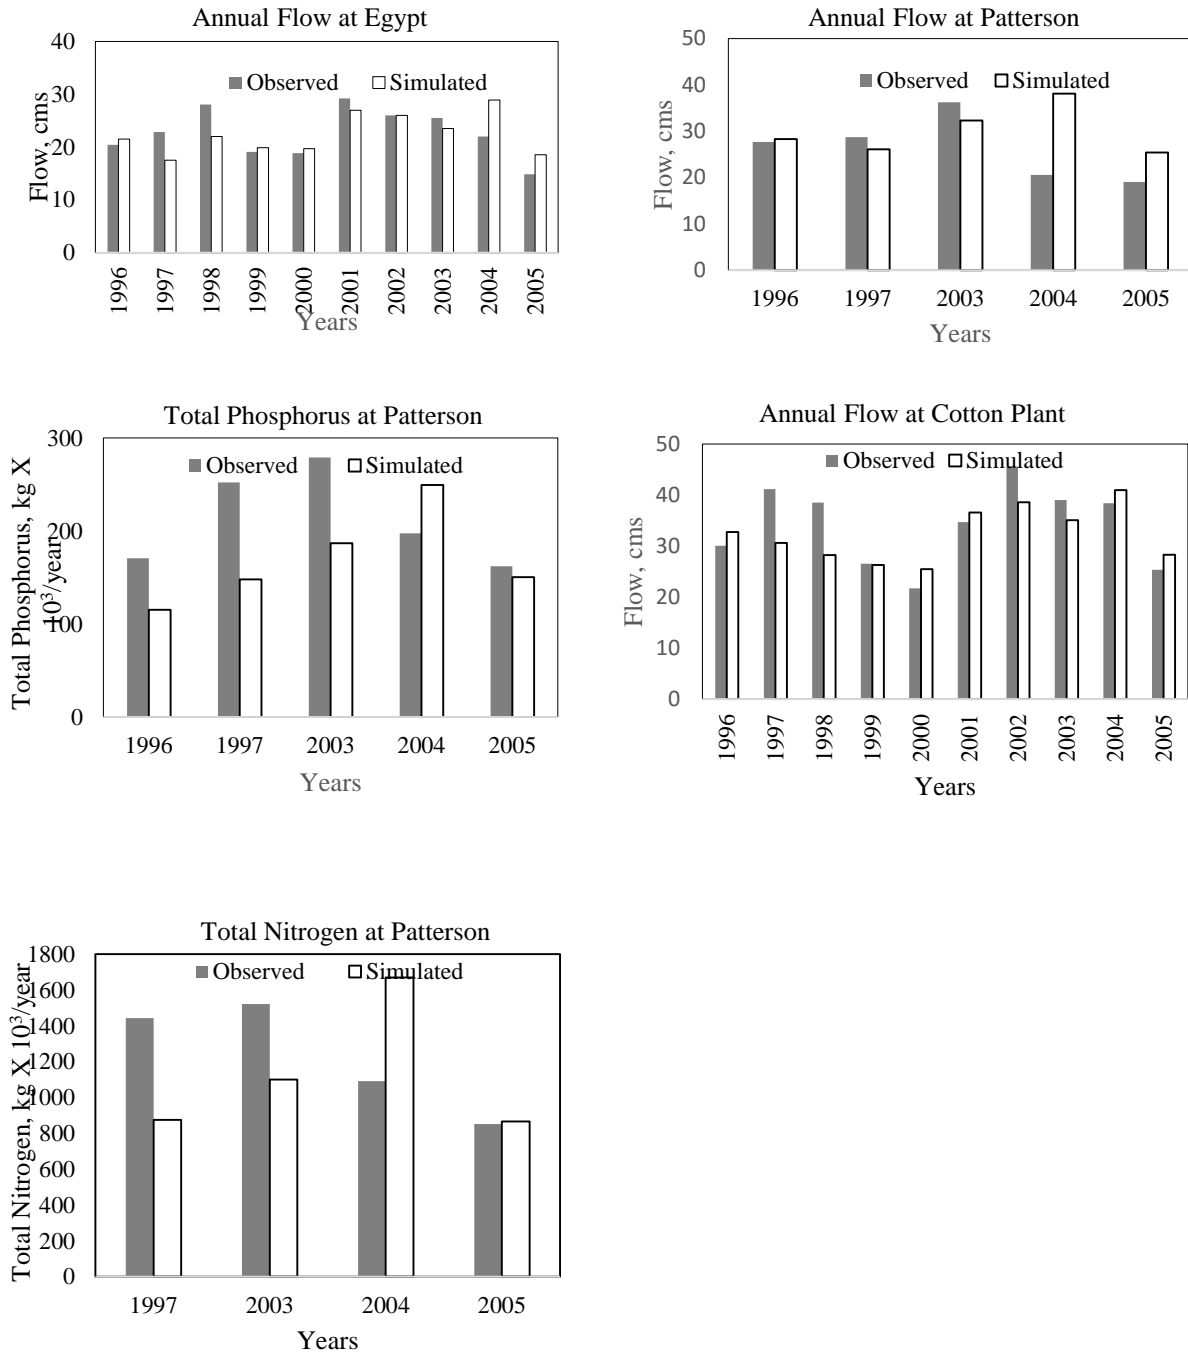 Annual Flow at Egypt
40
30
20
10
0
Flow, cms
Observed Simulated
1996 1997 1998 1999 2000 2001 2002 2003 2004 2005
Years
Annual Flow at Patterson
50
40
30
20
10
0
Flow, cms
Observed Simulated
1996 1997 2003 2004 2005
Years
Total Phosphorus at Patterson
300
200
100
0
Total Phosphorus, kg X
10³/year
Observed Simulated
1996 1997 2003 2004 2005
Years
Annual Flow at Cotton Plant
50
40
30
20
10
0
Flow, cms
Observed Simulated
1996 1997 1998 1999 2000 2001 2002 2003 2004 2005
Years
Total Nitrogen at Patterson
1800
1600
1400
1200
1000
800
600
400
200
0
Total Nitrogen, kg X 10³/year
Observed Simulated
1997 2003 2004 2005
Years